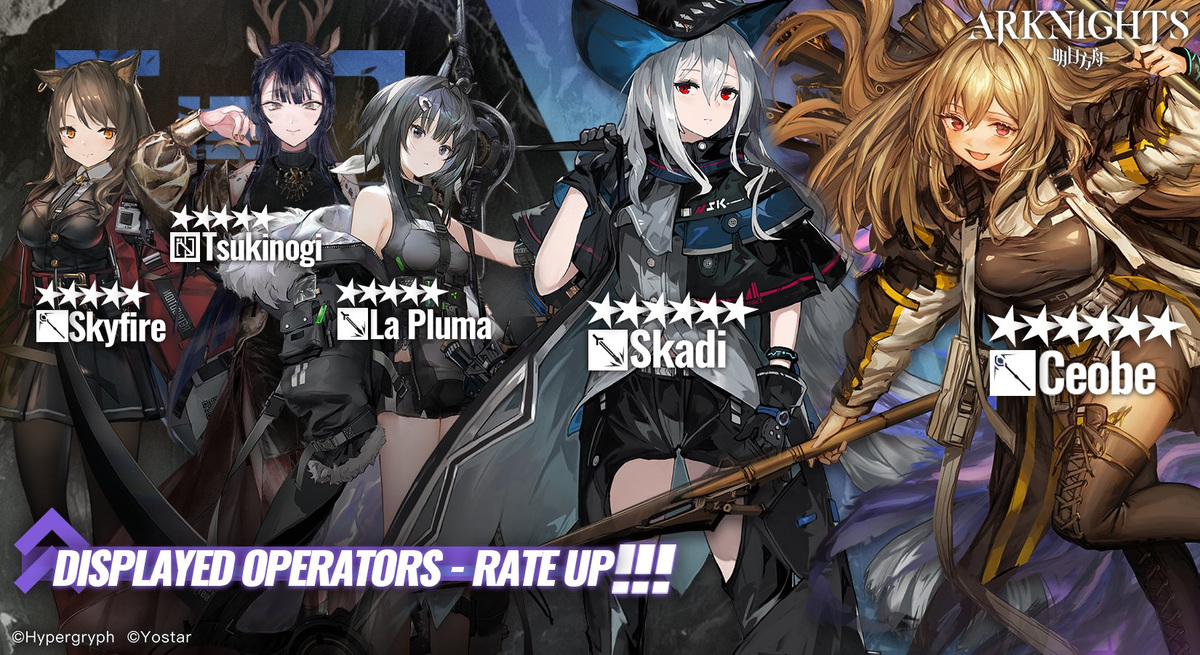 ARKNIGHTS
明日方舟
★★★★★
Tsukinogi
★★★★★
Skyfire
★★★★★
La Pluma
★★★★★★
Skadi
★★★★★★
Ceobe
DISPLAYED OPERATORS - RATE UP!!!
©Hypergryph ©Yostar